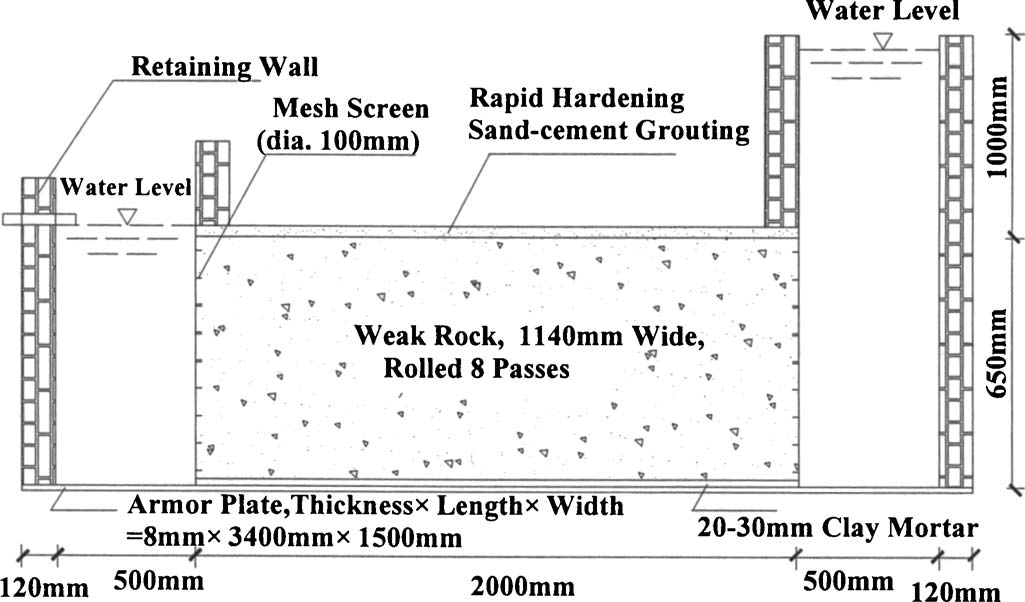 Water Level
Retaining Wall
Mesh Screen
(dia. 100mm)
Rapid Hardening
Sand-cement Grouting
1000mm
Water Level
Weak Rock, 1140mm Wide,
Rolled 8 Passes
650mm
Armor Plate,Thickness× Length× Width
=8mm× 3400mm× 1500mm
20-30mm Clay Mortar
120mm
500mm
2000mm
500mm
120mm